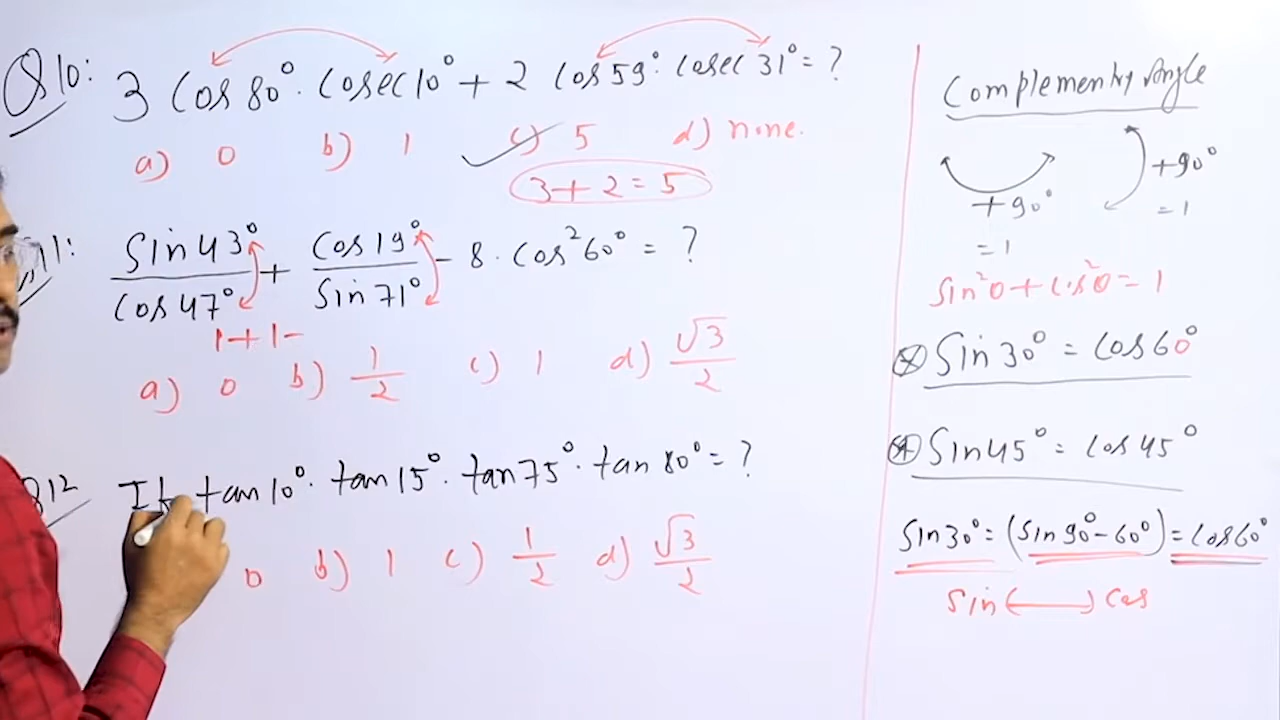 Q10: 3 Cos 80°. Cosec 10° + 2 Cos 59°. Cosec 31° = ?
a) 0 b) 1 c) 5 d) none.
3 + 2 = 5
11: Sin 43° / Cos 47° + Cos 19° / Sin 71° - 8. Cos²60° = ?
1 + 1 -
a) 0 b) 1/2 c) 1 d) √3/2
Q12 If tan 10°. tan 15°. tan 75°. tan 80° = ?
0 b) 1 c) 1/2 d) √3/2
Complementry Angle
+90° +90°
= 1 = 1
Sin²θ + Cos²θ = 1
Sin 30° = Cos 60°
Sin 45° = Cos 45°
Sin 30° = (Sin 90° - 60°) = Cos 60°
Sin ⟷ Cos